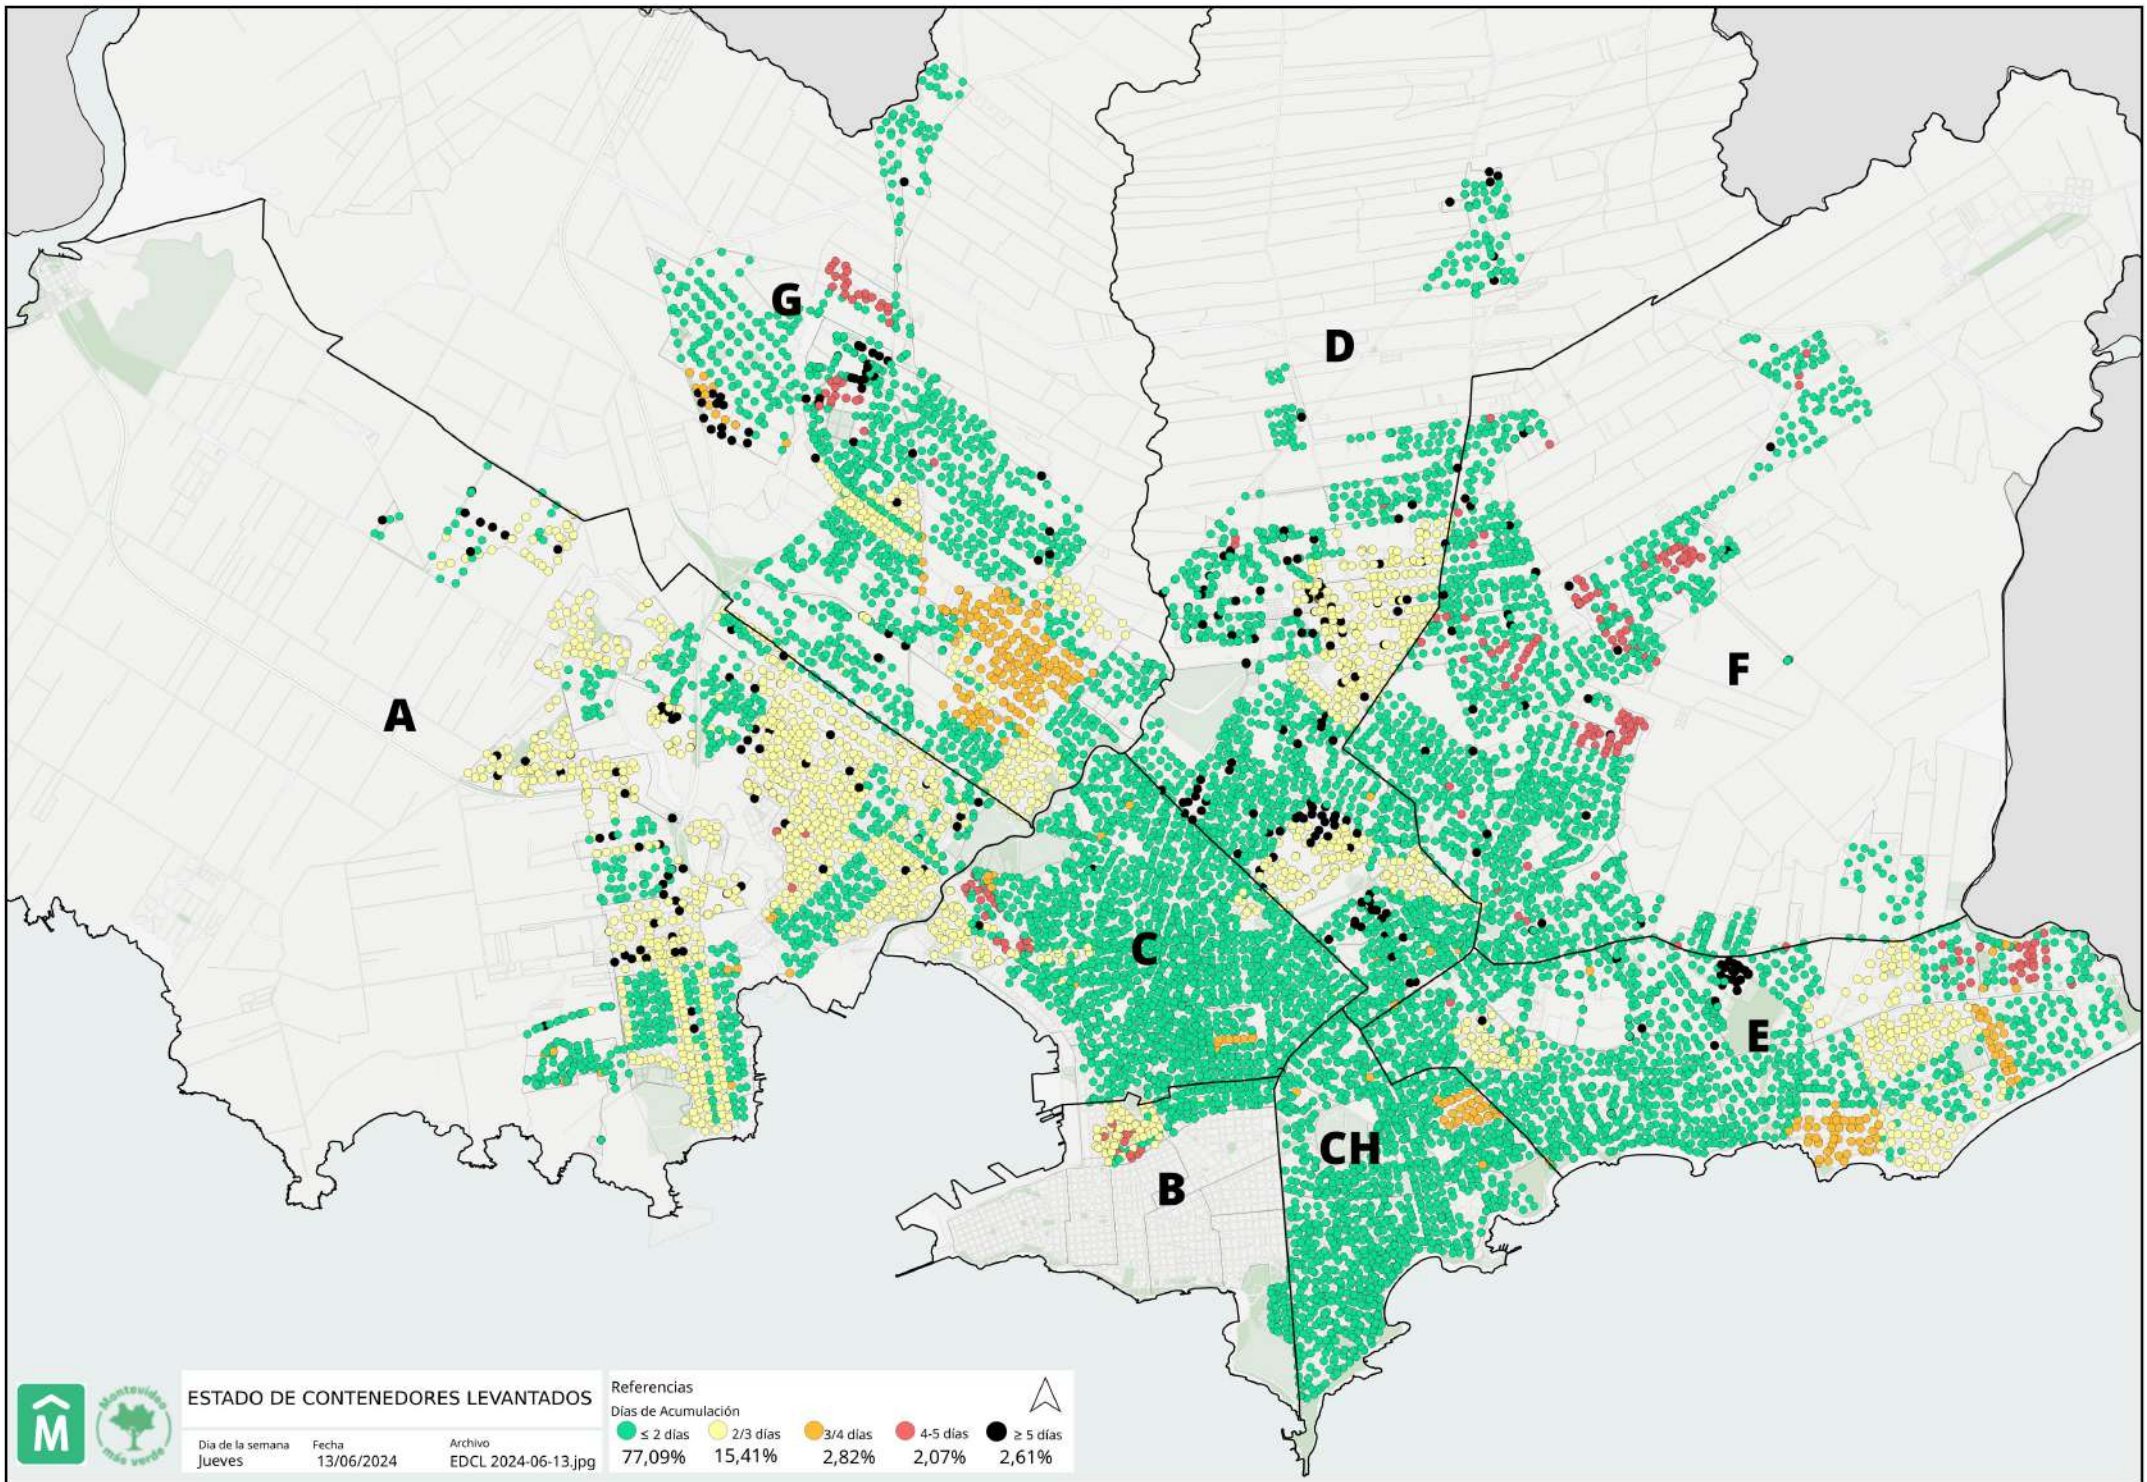 G
D
F
A
C
E
CH
B
M
Montevideo
más verde
ESTADO DE CONTENEDORES LEVANTADOS
Dia de la semana
Jueves
Fecha
13/06/2024
Archivo
EDCL 2024-06-13.jpg
Referencias
Días de Acumulación
≤ 2 días 2/3 días 3/4 días 4-5 días ≥ 5 días
77,09% 15,41% 2,82% 2,07% 2,61%